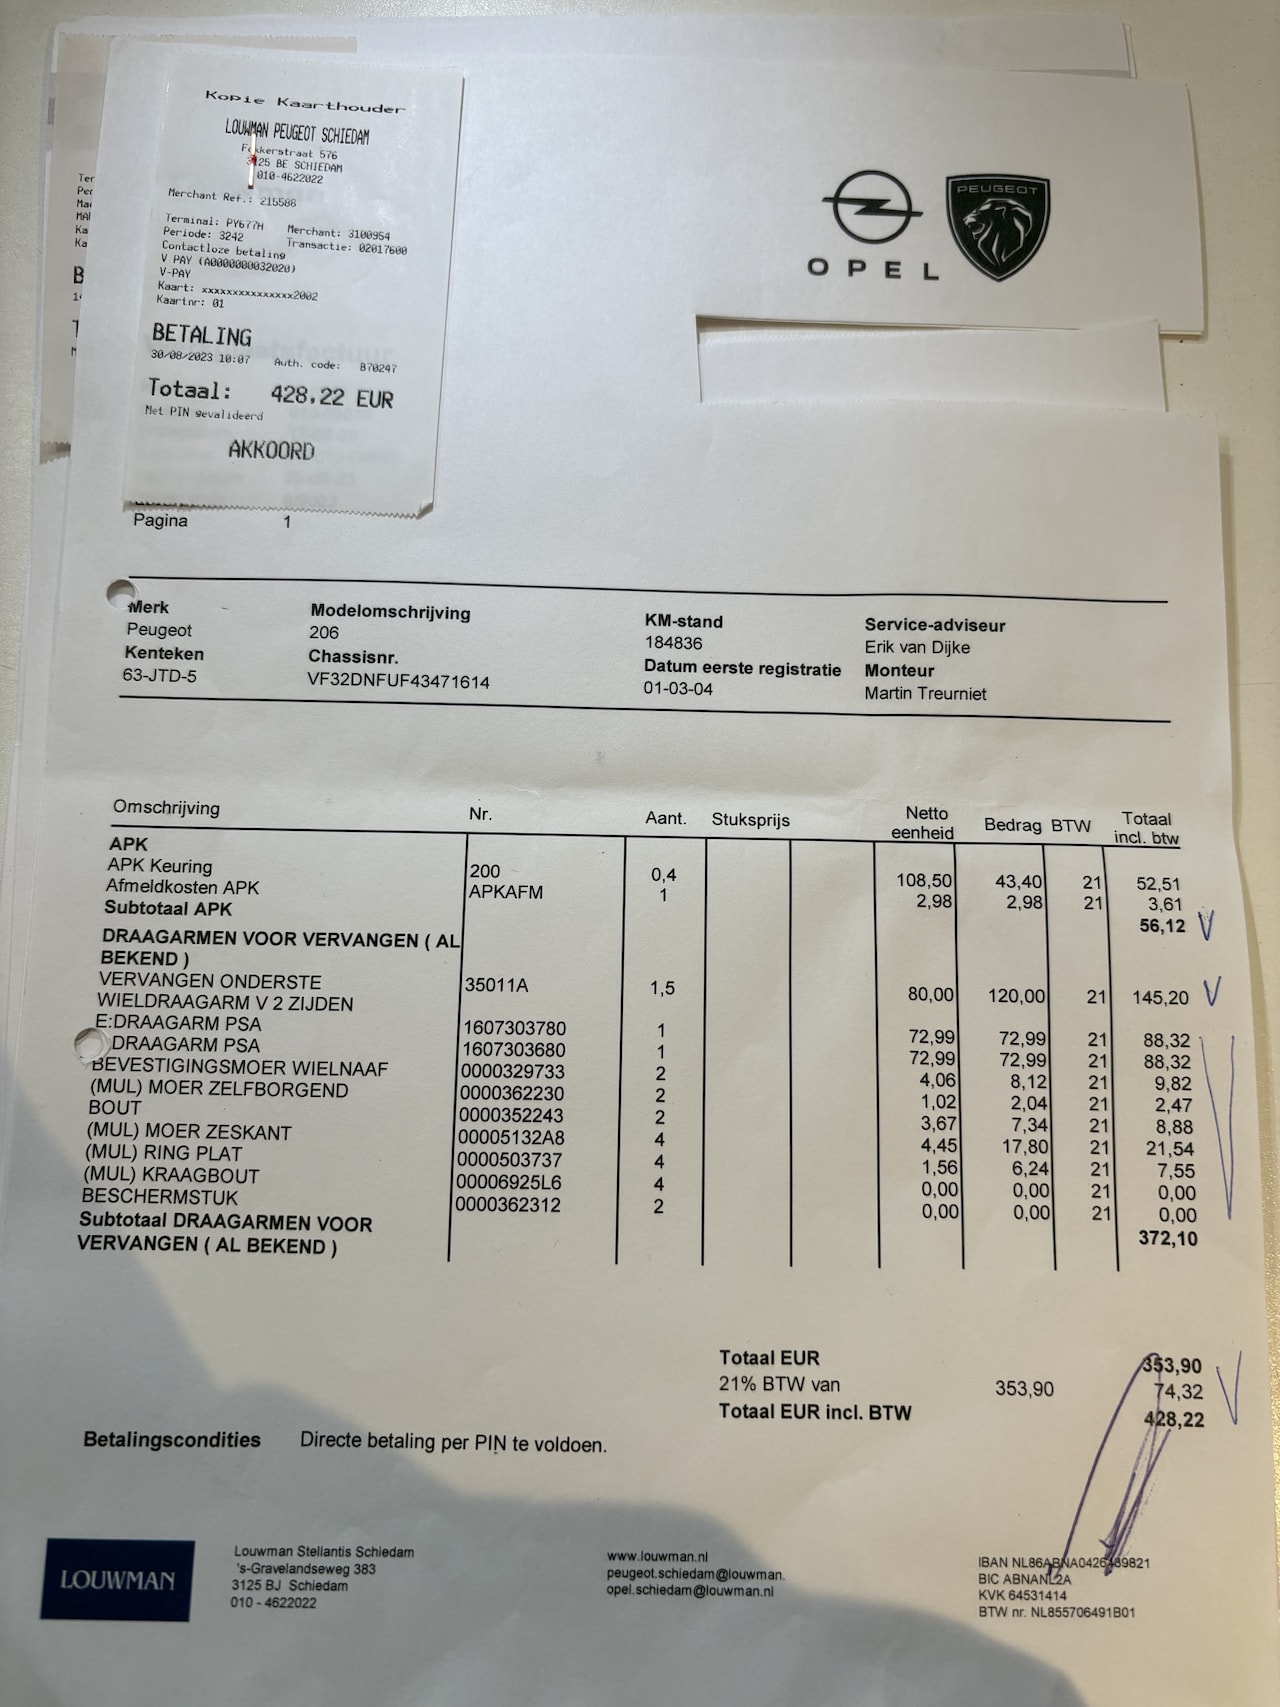 Kopie Kaarthouder
LOUWMAN PEUGEOT SCHIEDAM
Fokkerstraat 576
3125 BE SCHIEDAM
010-4622022
Merchant Ref.: 215586
Terminal: PY677H Merchant: 3100954
Periode: 3242 Transactie: 02017600
Contactloze betaling
V PAY (A0000000032020)
V-PAY
Kaart: xxxxxxxxxxxxxxx2002
Kaartnr: 01
BETALING
30/08/2023 10:07 Auth. code: B70247
Totaal: 428,22 EUR
Met PIN gevalideerd
AKKOORD
OPEL
PEUGEOT
Pagina 1
Merk Modelomschrijving KM-stand Service-adviseur
Peugeot 206 184836 Erik van Dijke
Kenteken Chassisnr. Datum eerste registratie Monteur
63-JTD-5 VF32DNFUF43471614 01-03-04 Martin Treurniet
Omschrijving Nr. Aant. Stuksprijs Netto eenheid Bedrag BTW Totaal incl. btw
APK
APK Keuring 200 0,4 108,50 43,40 21 52,51
Afmeldkosten APK APKAFM 1 2,98 2,98 21 3,61
Subtotaal APK 56,12
DRAAGARMEN VOOR VERVANGEN ( AL
BEKEND )
VERVANGEN ONDERSTE 35011A 1,5 80,00 120,00 21 145,20
WIELDRAAGARM V 2 ZIJDEN
E:DRAAGARM PSA 1607303780 1 72,99 72,99 21 88,32
DRAAGARM PSA 1607303680 1 72,99 72,99 21 88,32
BEVESTIGINGSMOER WIELNAAF 0000329733 2 4,06 8,12 21 9,82
(MUL) MOER ZELFBORGEND 0000362230 2 1,02 2,04 21 2,47
BOUT 0000352243 2 3,67 7,34 21 8,88
(MUL) MOER ZESKANT 00005132A8 4 4,45 17,80 21 21,54
(MUL) RING PLAT 0000503737 4 1,56 6,24 21 7,55
(MUL) KRAAGBOUT 00006925L6 4 0,00 0,00 21 0,00
BESCHERMSTUK 0000362312 2 0,00 0,00 21 0,00
Subtotaal DRAAGARMEN VOOR
VERVANGEN ( AL BEKEND ) 372,10
Totaal EUR 353,90
21% BTW van 353,90 74,32
Totaal EUR incl. BTW 428,22
Betalingscondities Directe betaling per PIN te voldoen.
LOUWMAN
Louwman Stellantis Schiedam
's-Gravelandseweg 383
3125 BJ Schiedam
010 - 4622022
www.louwman.nl
peugeot.schiedam@louwman.
opel.schiedam@louwman.nl
IBAN NL86ABNA0426489821
BIC ABNANL2A
KVK 64531414
BTW nr. NL855706491B01